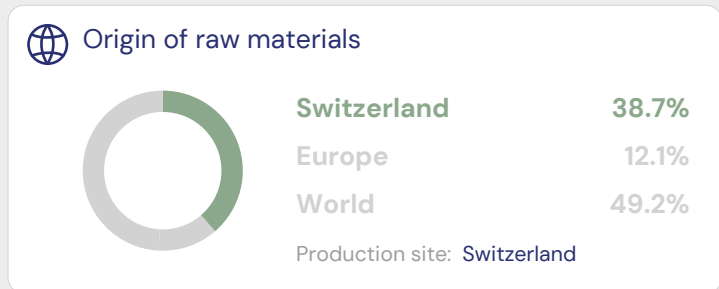 Origin of raw materials
Switzerland 38.7%
Europe 12.1%
World 49.2%
Production site: Switzerland